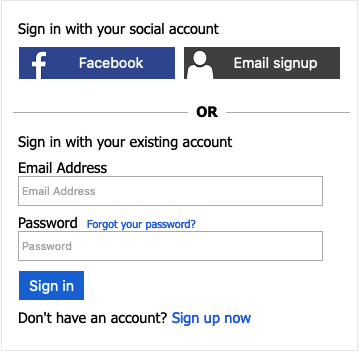 Sign in with your social account
Facebook
Email signup
OR
Sign in with your existing account
Email Address
Email Address
Password Forgot your password?
Password
Sign in
Don't have an account? Sign up now